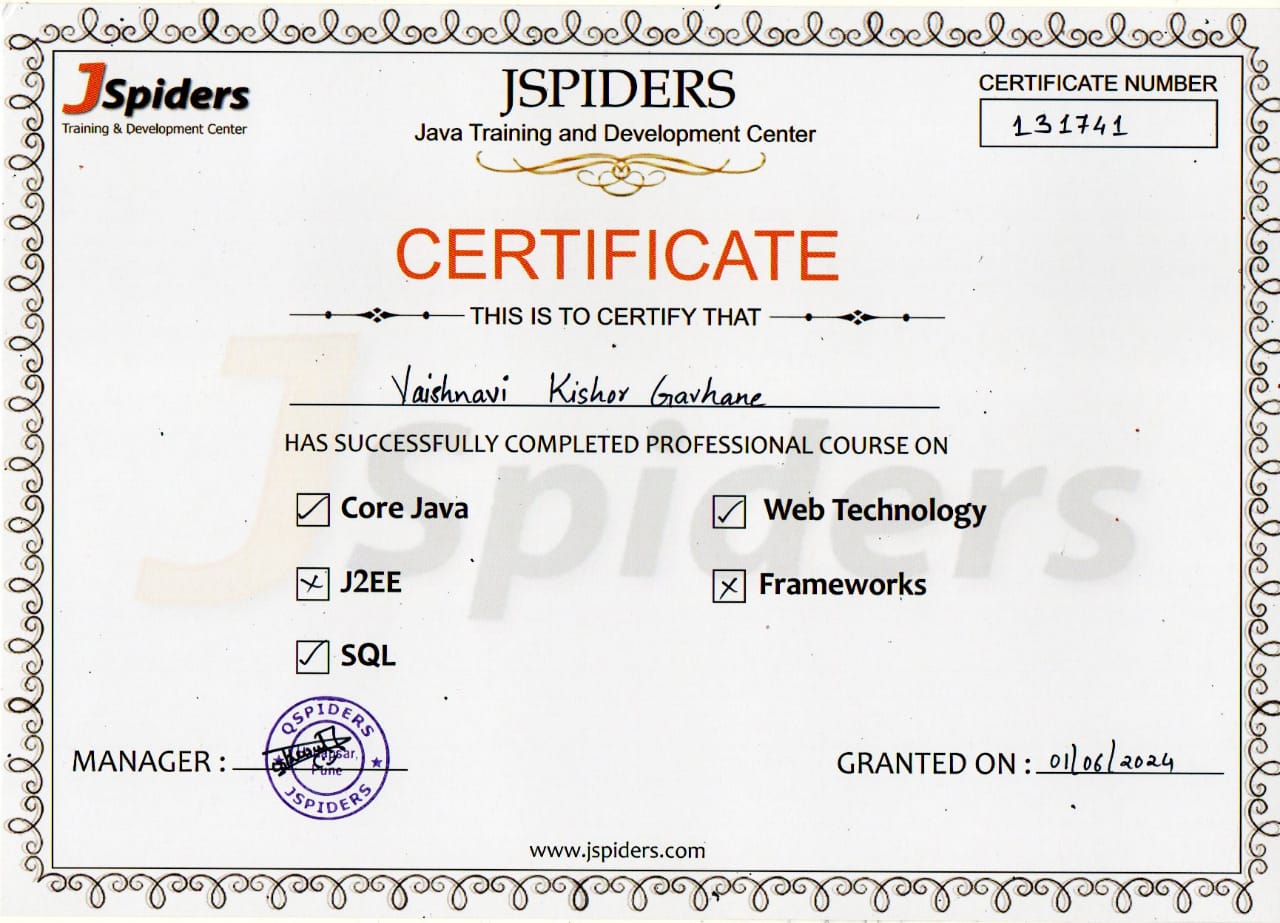 JSpiders
Training & Development Center
JSPIDERS
Java Training and Development Center
CERTIFICATE NUMBER
131741
CERTIFICATE
THIS IS TO CERTIFY THAT
Vaishnavi Kishor Gavhane
HAS SUCCESSFULLY COMPLETED PROFESSIONAL COURSE ON
JSpiders
Core Java
Web Technology
J2EE
Frameworks
SQL
QSPIDERS
Pune
JSPIDERS
MANAGER :
GRANTED ON : 01/06/2024
www.jspiders.com